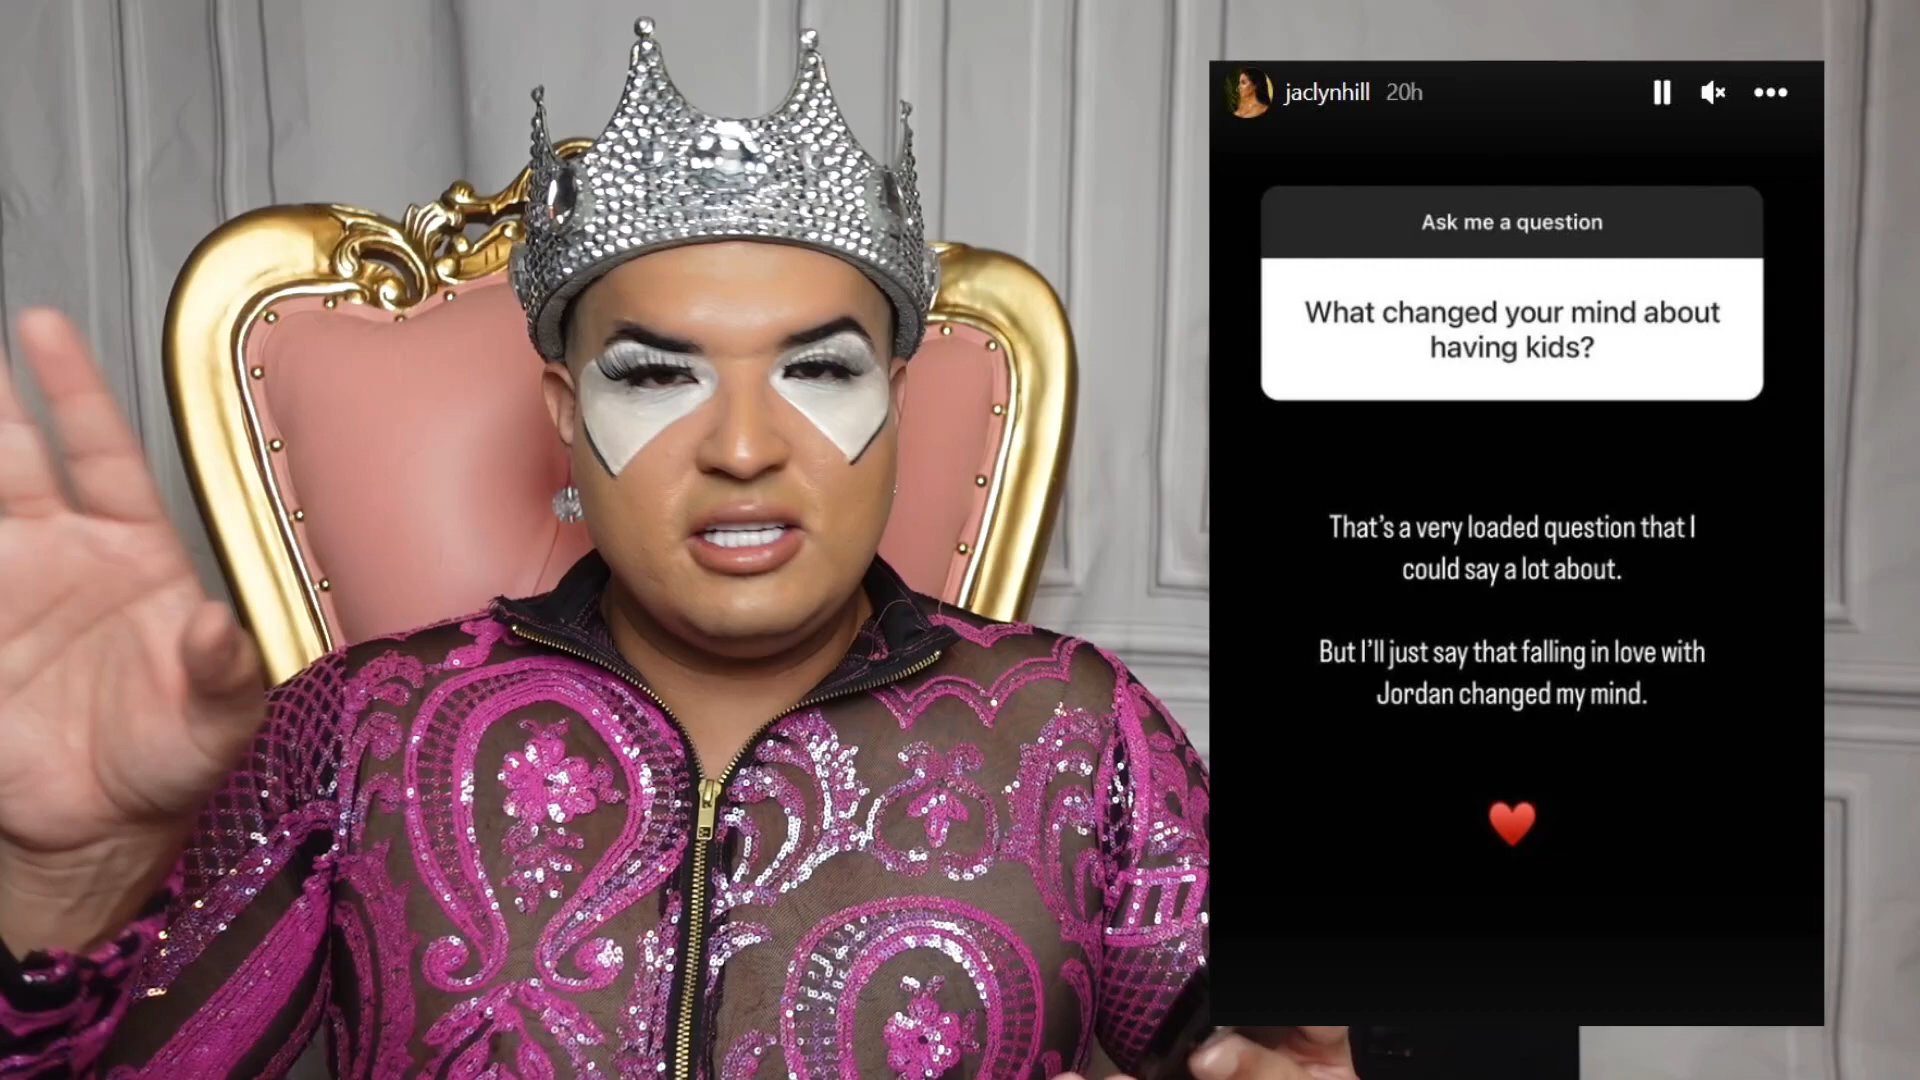 jaclynhill 20h
Ask me a question
What changed your mind about
having kids?
That's a very loaded question that I
could say a lot about.
But I'll just say that falling in love with
Jordan changed my mind.